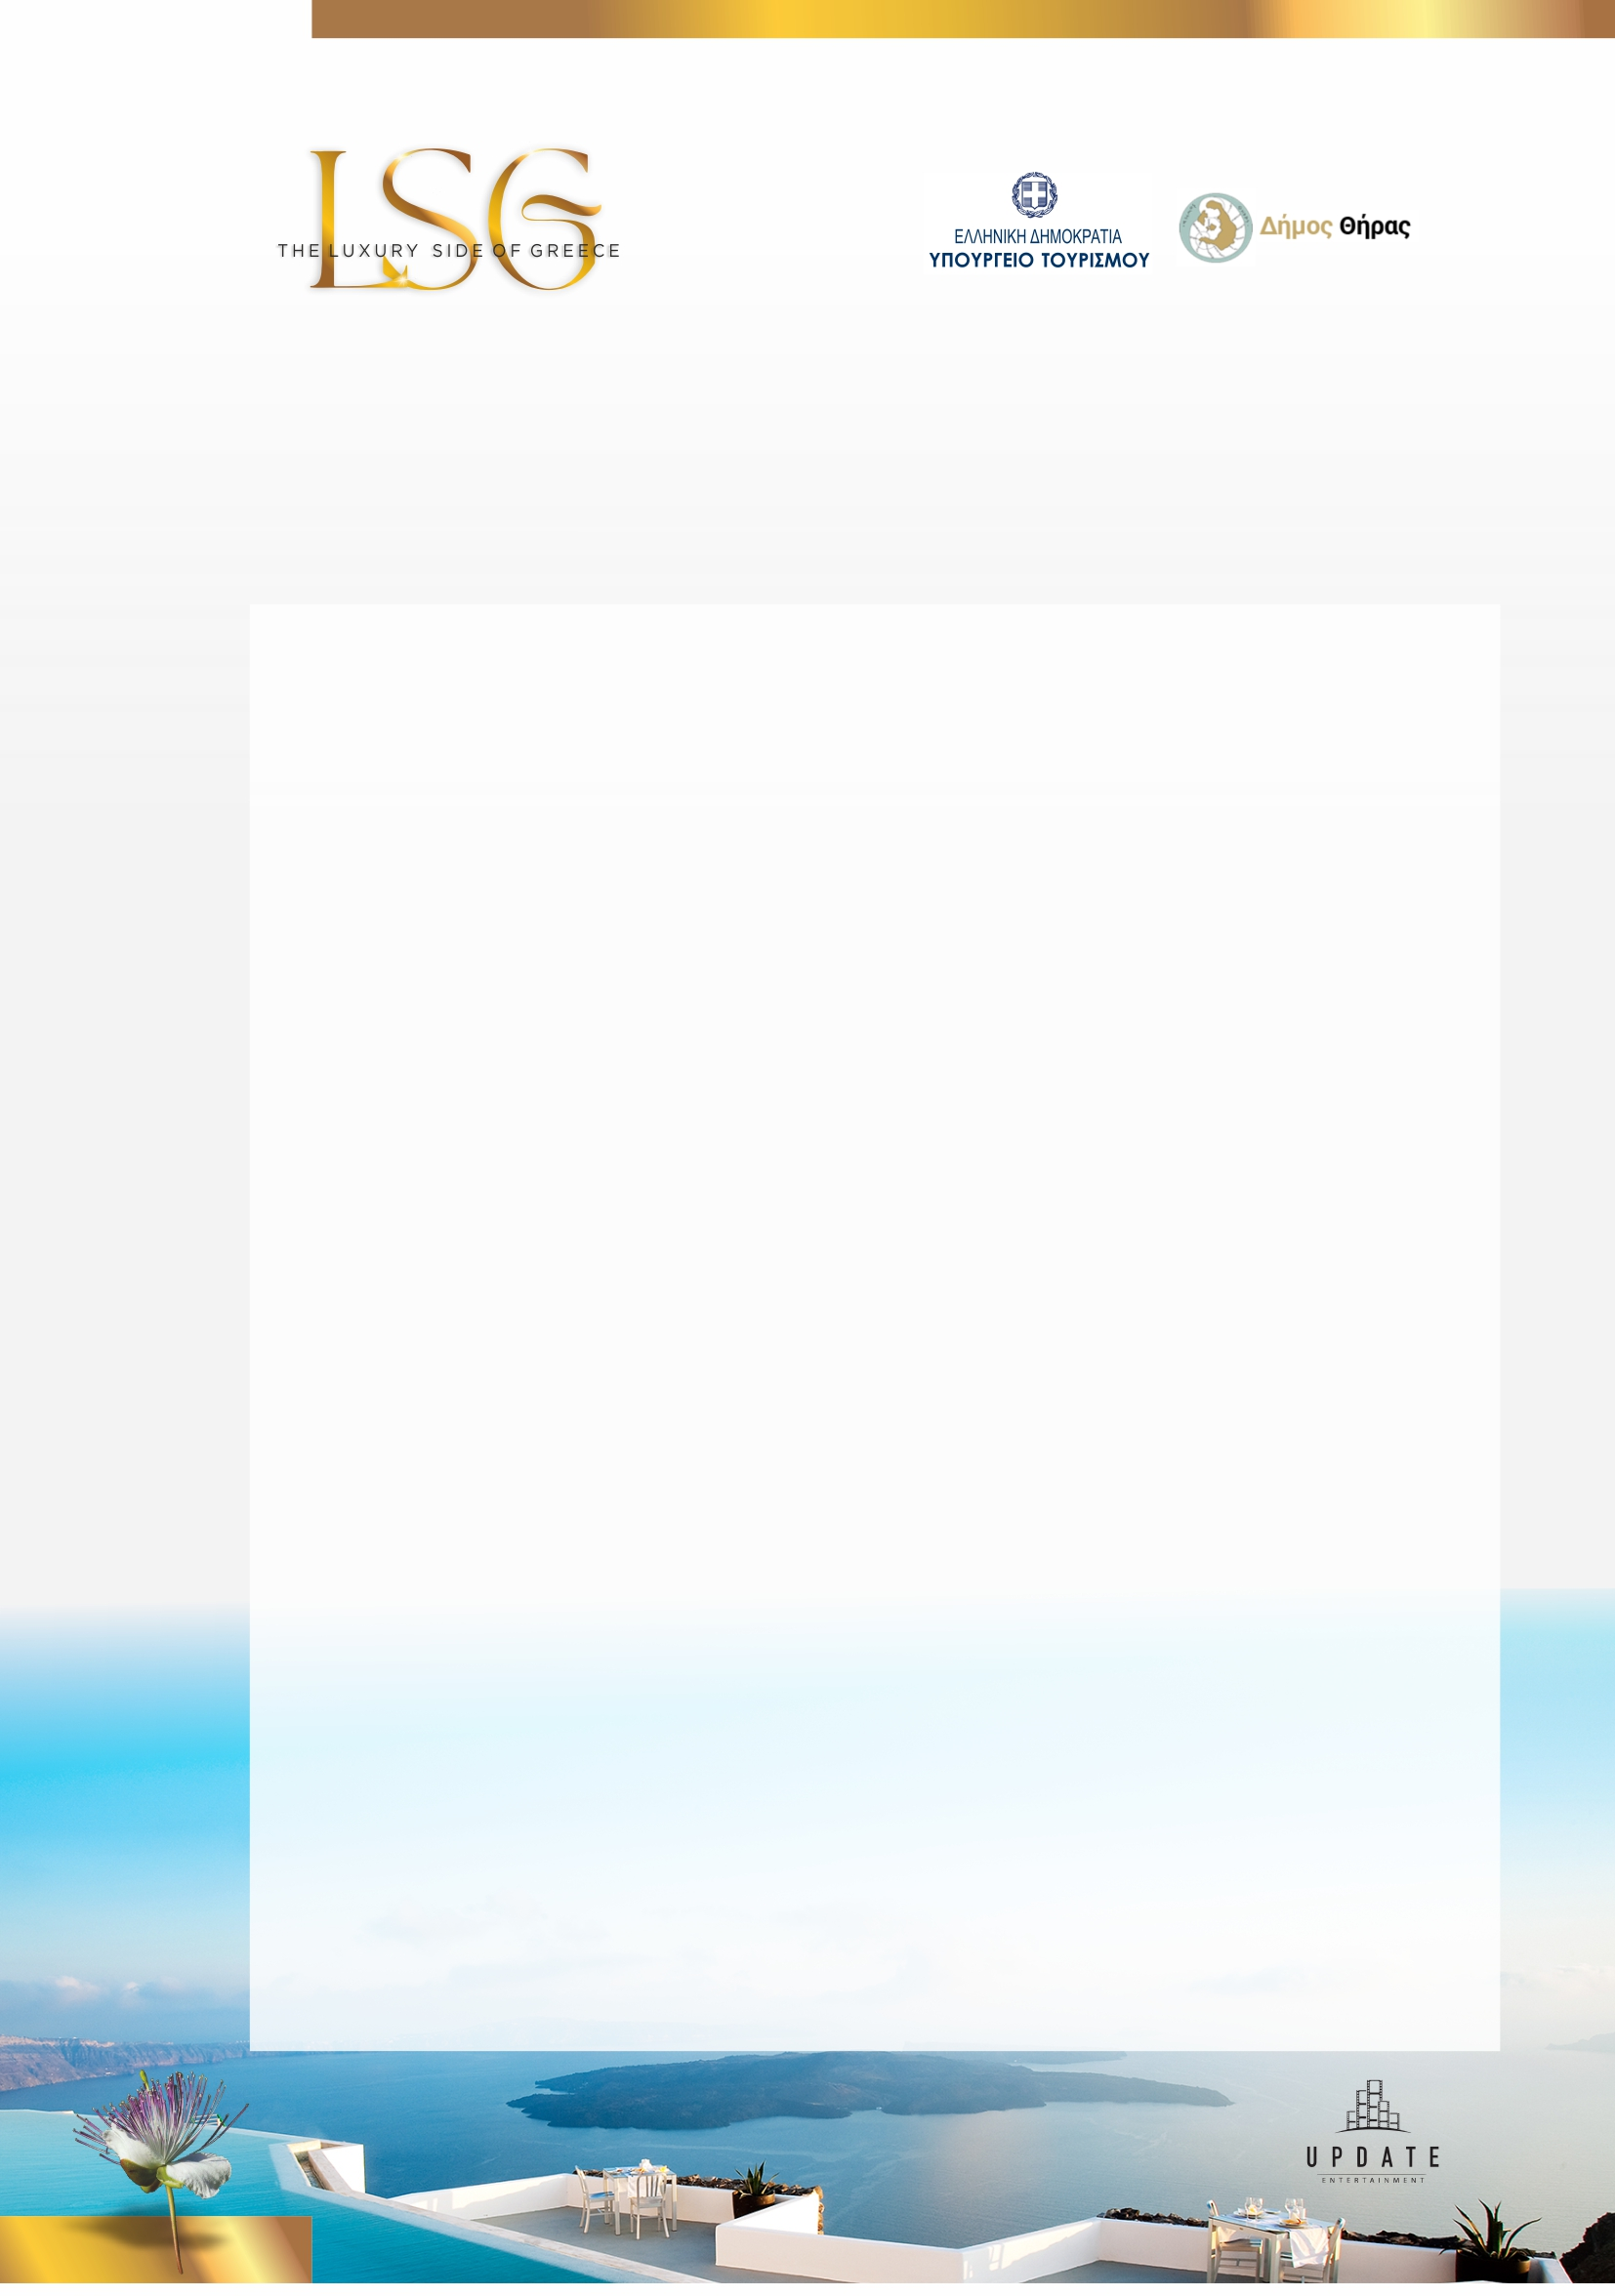 LSG
THE LUXURY SIDE OF GREECE
ΕΛΛΗΝΙΚΗ ΔΗΜΟΚΡΑΤΙΑ
ΥΠΟΥΡΓΕΙΟ ΤΟΥΡΙΣΜΟΥ
Δήμος Θήρας
UPDATE
ENTERTAINMENT